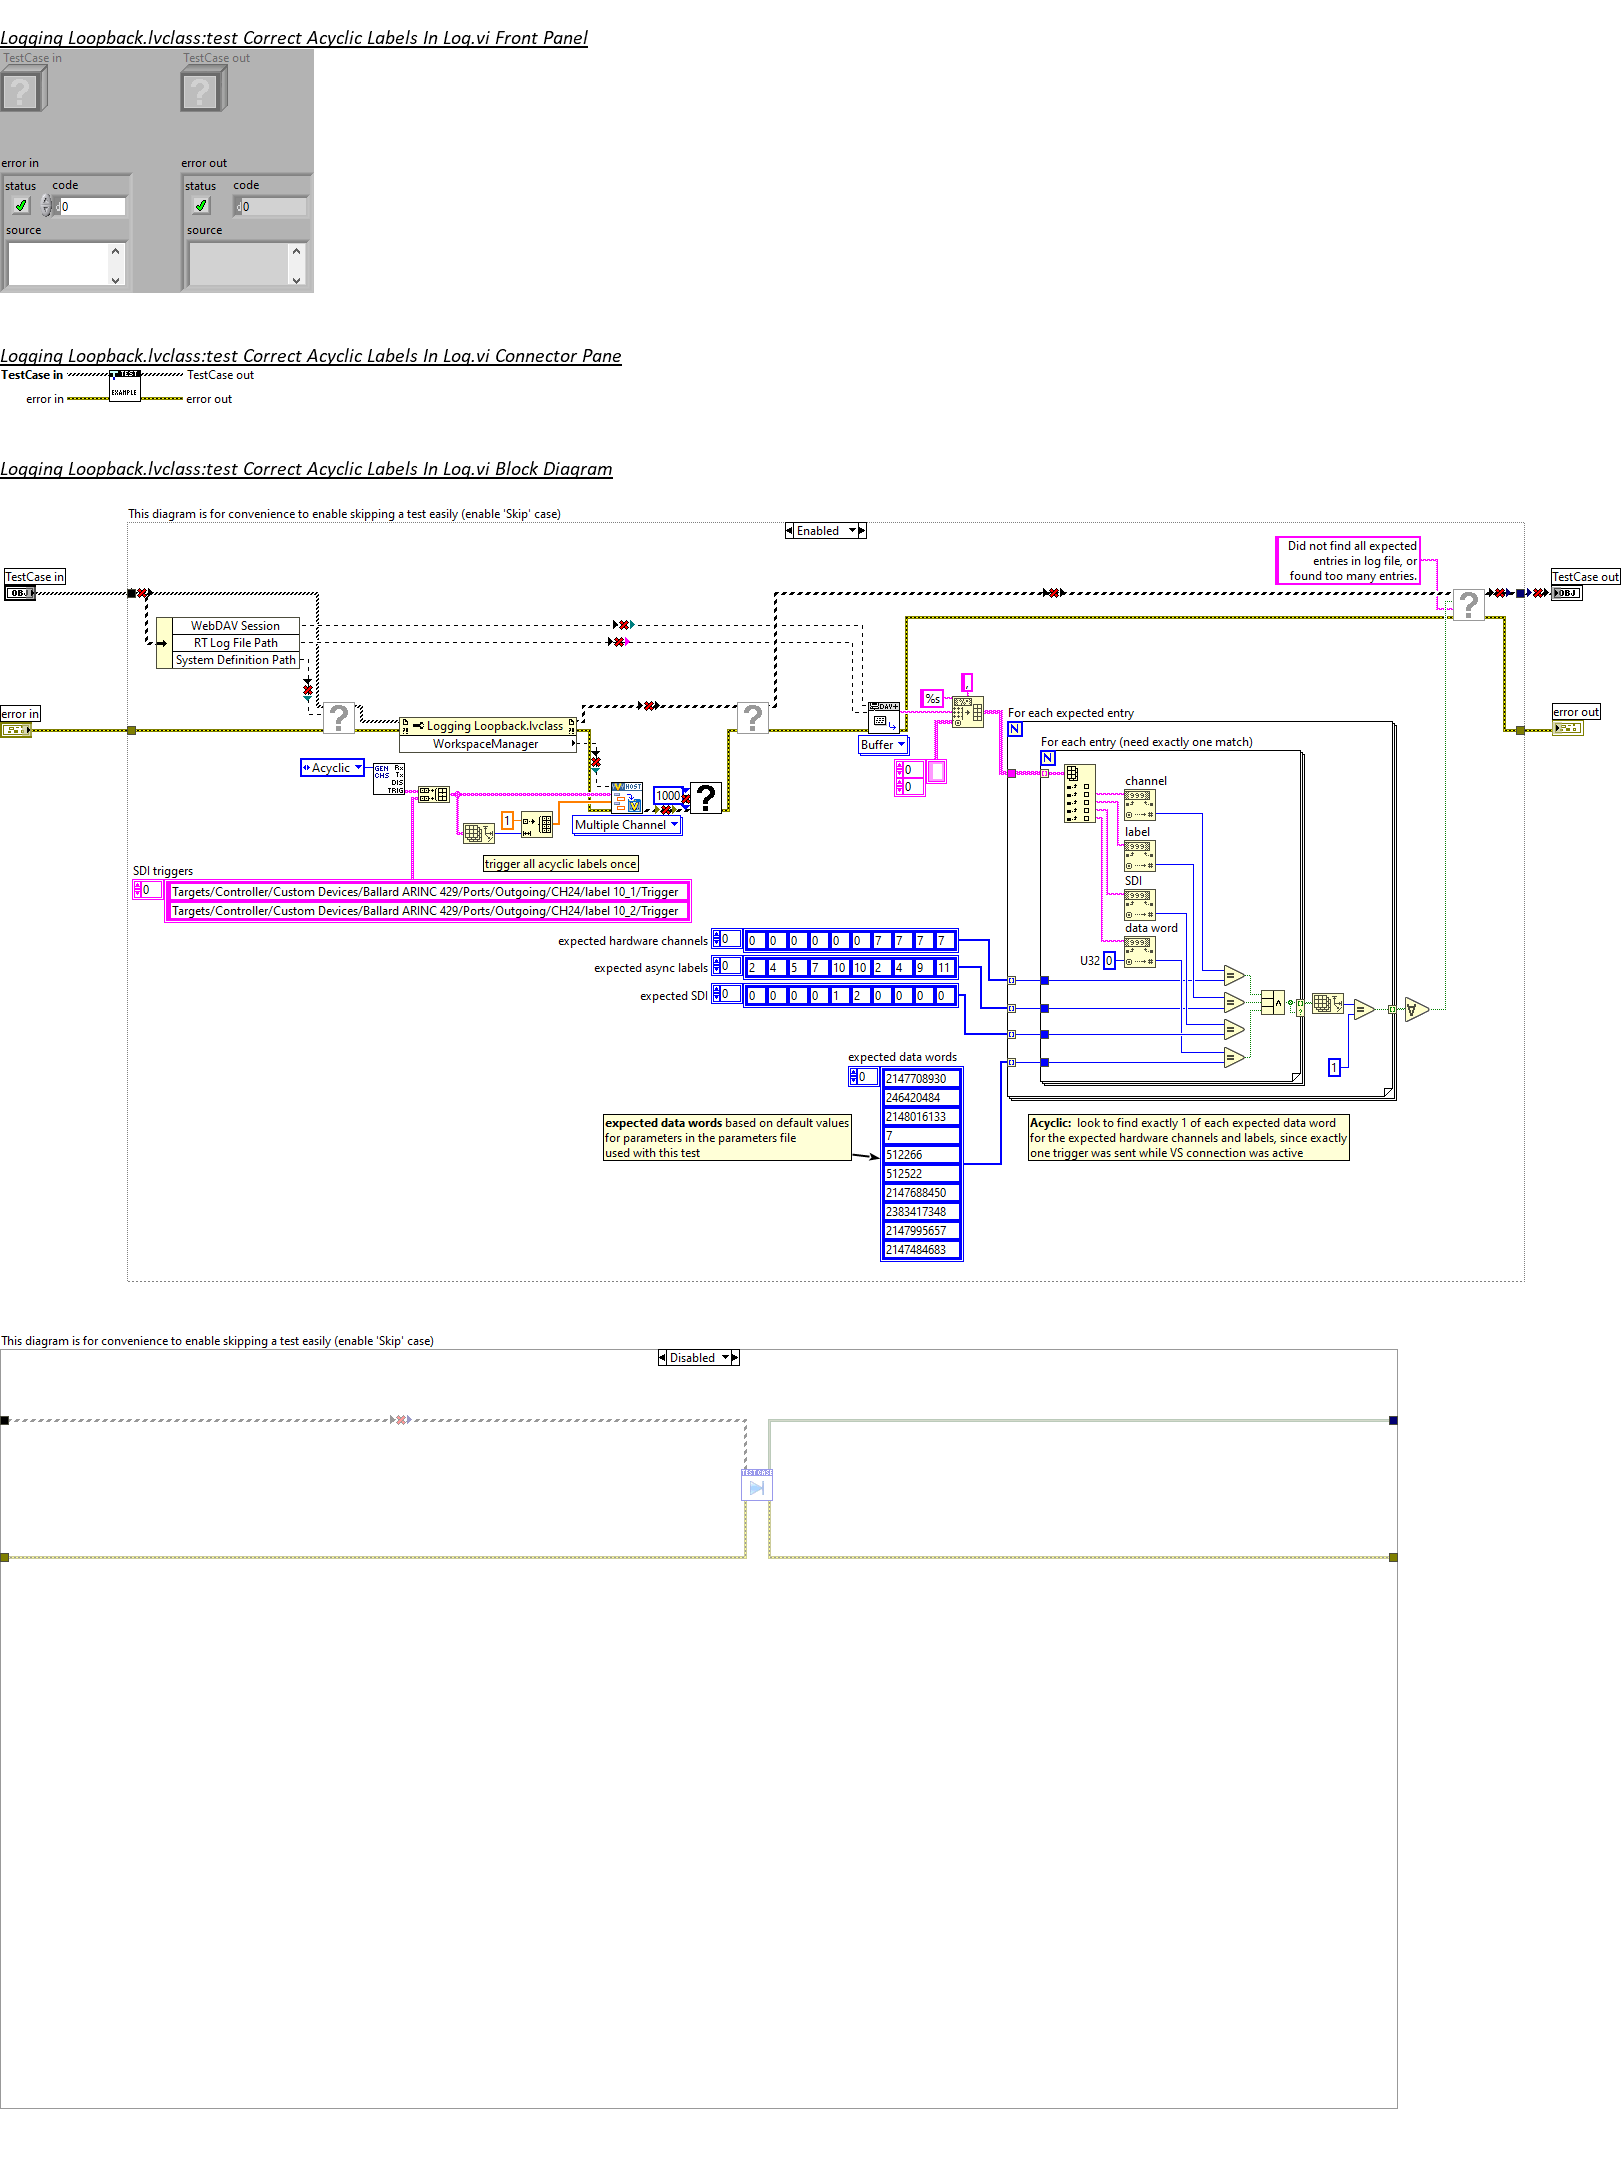 Logging Loopback.lvclass:test Correct Acyclic Labels In Log.vi Front Panel
TestCase in
TestCase out
error in
error out
status code
status code
0
0
source
source
Logging Loopback.lvclass:test Correct Acyclic Labels In Log.vi Connector Pane
TestCase in
TestCase out
TEST
EXAMPLE
error in
error out
Logging Loopback.lvclass:test Correct Acyclic Labels In Log.vi Block Diagram
This diagram is for convenience to enable skipping a test easily (enable 'Skip' case)
Enabled
Did not find all expected
entries in log file, or
found too many entries.
TestCase in
OBJ
TestCase out
OBJ
WebDAV Session
RT Log File Path
System Definition Path
error in
error out
Logging Loopback.lvclass
WorkspaceManager
DAV
Buffer
%s
,
0
0
For each expected entry
N
For each entry (need exactly one match)
N
Acyclic
GEN Rx
CHS Tx
DIS
TRIG
HOST
1000
1
Multiple Channel
trigger all acyclic labels once
channel
label
SDI
data word
U32 0
SDI triggers
0
Targets/Controller/Custom Devices/Ballard ARINC 429/Ports/Outgoing/CH24/label 10_1/Trigger
Targets/Controller/Custom Devices/Ballard ARINC 429/Ports/Outgoing/CH24/label 10_2/Trigger
expected hardware channels 0 0 0 0 0 0 0 7 7 7 7
expected async labels 0 2 4 5 7 10 10 2 4 9 11
expected SDI 0 0 0 0 0 1 2 0 0 0 0
1
expected data words
0
2147708930
246420484
2148016133
7
512266
512522
2147688450
2383417348
2147995657
2147484683
expected data words based on default values
for parameters in the parameters file
used with this test
Acyclic: look to find exactly 1 of each expected data word
for the expected hardware channels and labels, since exactly
one trigger was sent while VS connection was active
This diagram is for convenience to enable skipping a test easily (enable 'Skip' case)
Disabled
TEST CASE